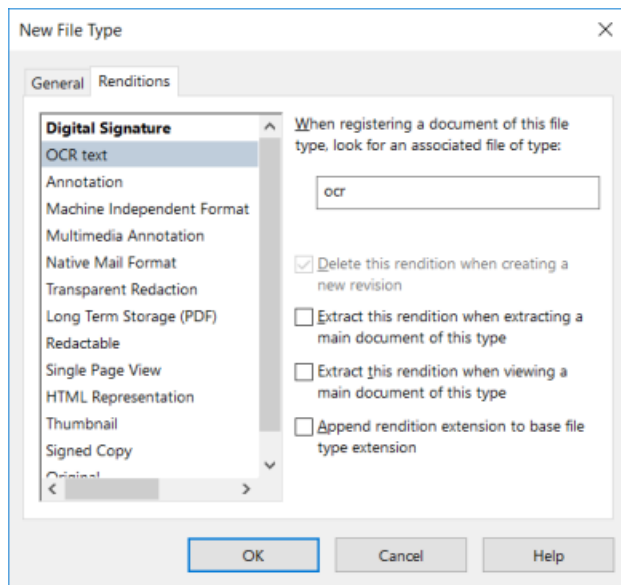 New File Type
General
Renditions
Digital Signature
OCR text
Annotation
Machine Independent Format
Multimedia Annotation
Native Mail Format
Transparent Redaction
Long Term Storage (PDF)
Redactable
Single Page View
HTML Representation
Thumbnail
Signed Copy
Original
When registering a document of this file
type, look for an associated file of type:
ocr
Delete this rendition when creating a
new revision
Extract this rendition when extracting a
main document of this type
Extract this rendition when viewing a
main document of this type
Append rendition extension to base file
type extension
OK
Cancel
Help